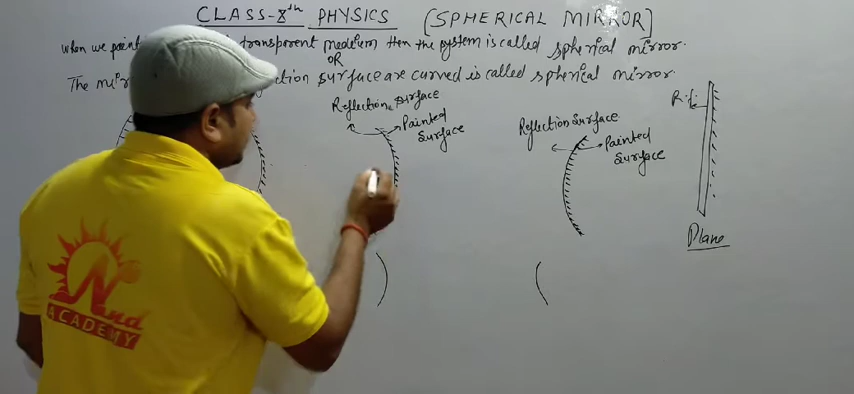 CLASS-8th PHYSICS (SPHERICAL MIRROR)
when we paint transparent medium then the system is called spherical mirror.
OR
The surface are curved is called spherical mirror.
Reflection surface
Painted
surface
Reflection surface
Painted
surface
Plane
Nand
ACADEMY